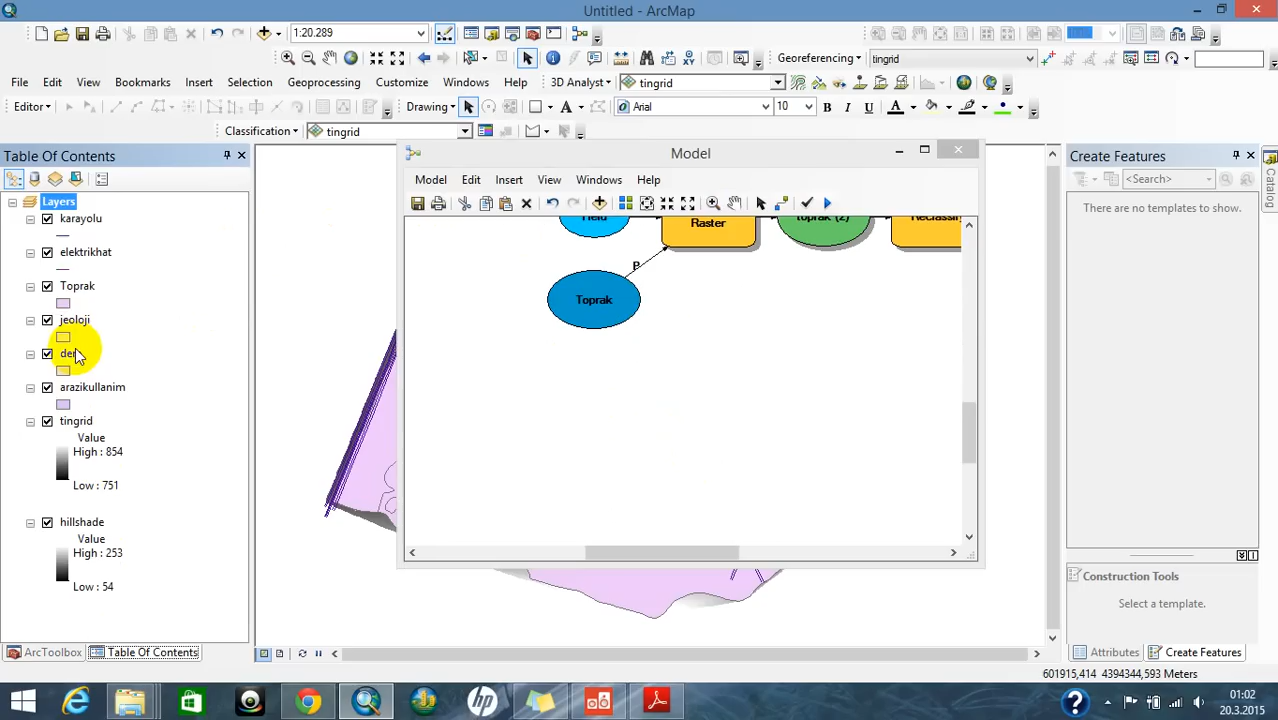 Untitled - ArcMap
1:20.289
Georeferencing
tingrid
File Edit View Bookmarks Insert Selection Geoprocessing Customize Windows Help
3D Analyst
tingrid
Editor
Drawing
Arial
10
B I U A
Classification
tingrid
Table Of Contents
Layers
karayolu
elektrikhat
Toprak
jeoloji
arazikullanim
tingrid
Value
High : 854
Low : 751
hillshade
Value
High : 253
Low : 54
ArcToolbox
Table Of Contents
Model
Model Edit Insert View Windows Help
Field
Raster
toprak (2)
P
Toprak
Create Features
<Search>
There are no templates to show.
Catalog
Construction Tools
Select a template.
Attributes
Create Features
601915,414 4394344,593 Meters
01:02
20.3.2015